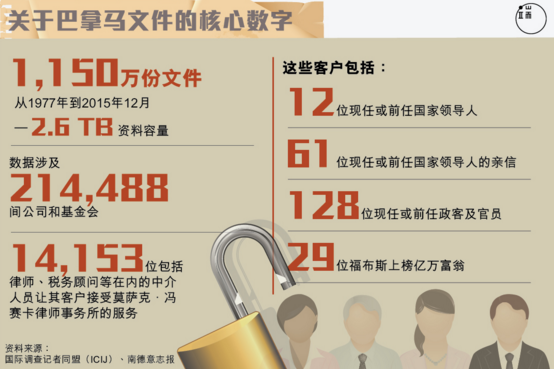 关于巴拿马文件的核心数字
1,150万份文件
从1977年到2015年12月
— 2.6 TB 资料容量
数据涉及
214,488
间公司和基金会
14,153位包括
律师、税务顾问等在内的中介
人员让其客户接受莫萨克·冯
赛卡律师事务所的服务
资料来源：
国际调查记者同盟（ICIJ）、南德意志报
这些客户包括：
12位现任或前任国家领导人
61位现任或前任国家领导人的亲信
128位现任或前任政客及官员
29位福布斯上榜亿万富翁